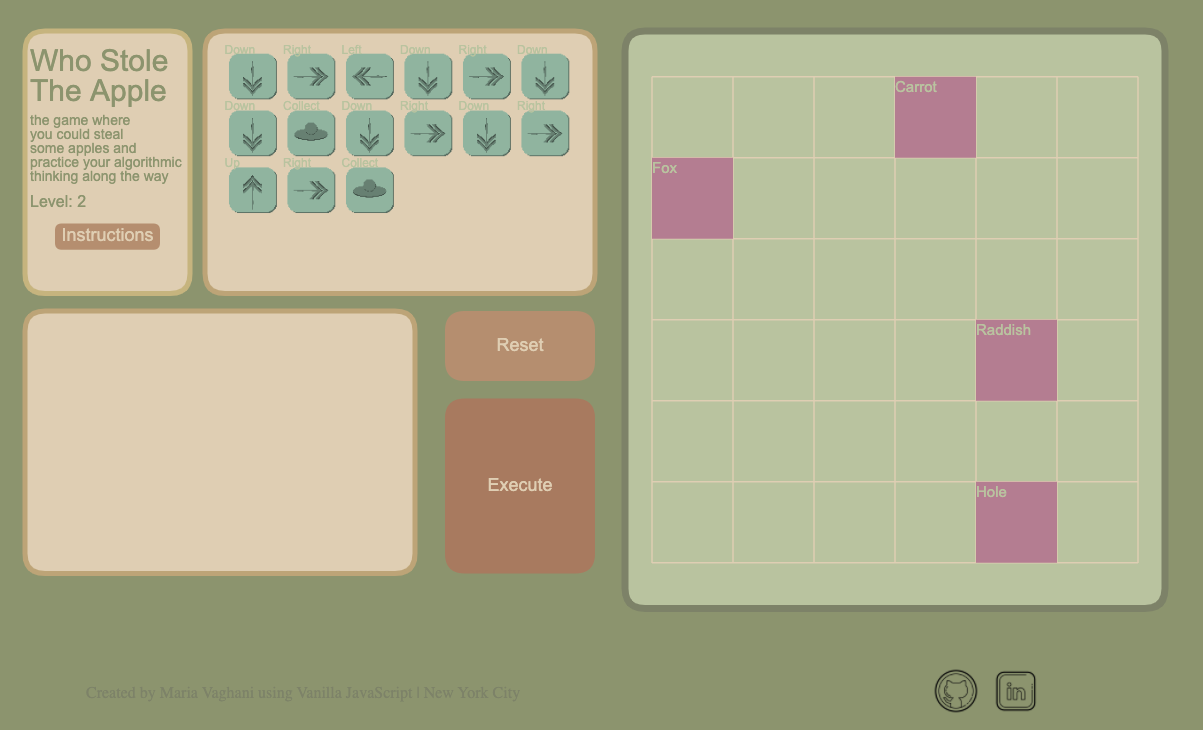 Who Stole
The Apple
the game where
you could steal
some apples and
practice your algorithmic
thinking along the way
Level: 2
Instructions
Down Right Left Down Right Down
Down Collect Down Right Down Right
Up Right Collect
Reset
Execute
Carrot
Fox
Raddish
Hole
Created by Maria Vaghani using Vanilla JavaScript | New York City
in